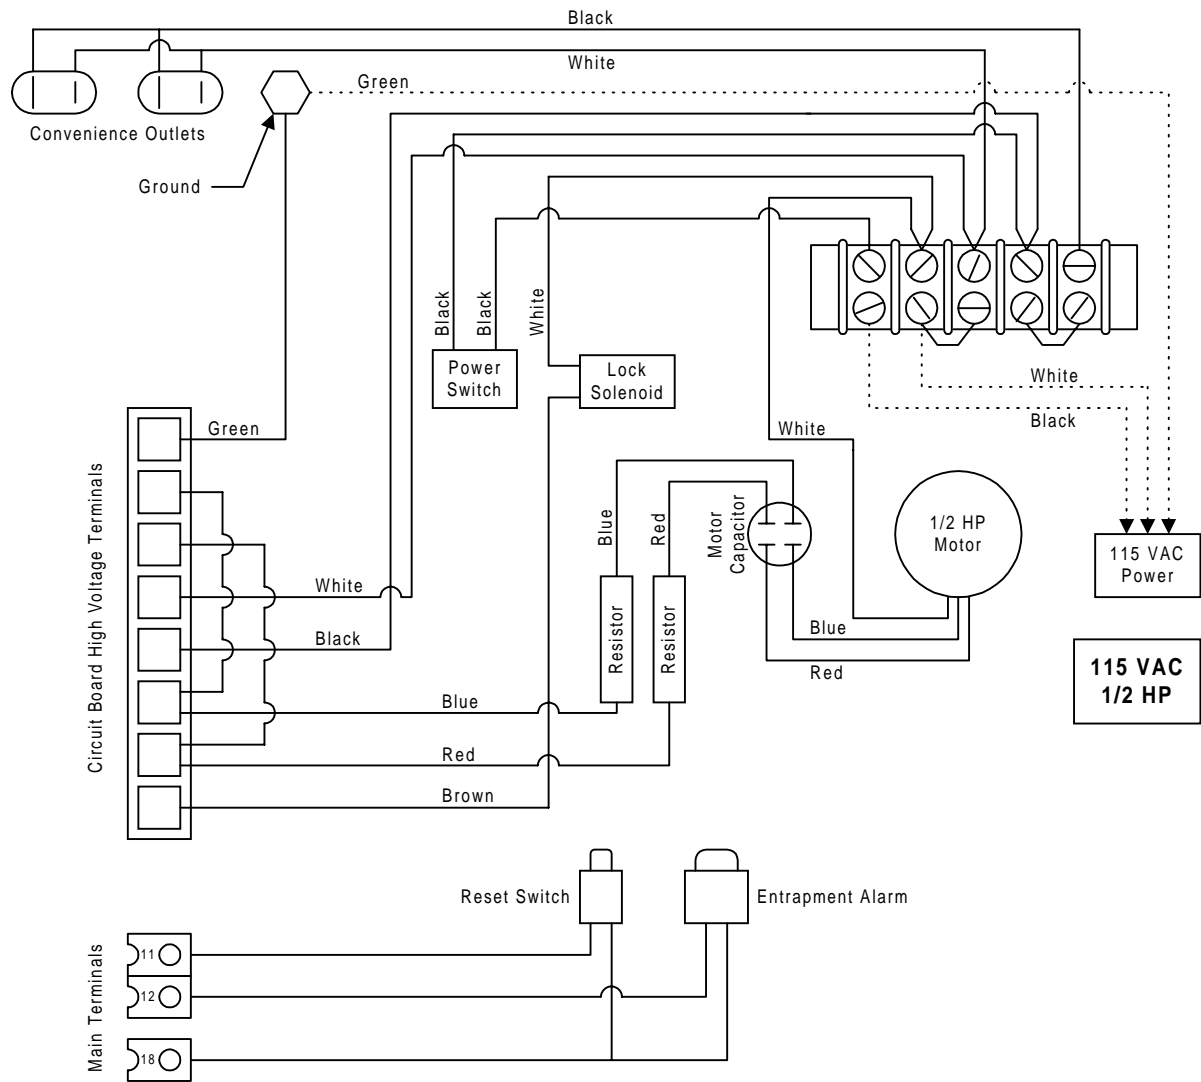 Black
White
Green
Convenience Outlets
Ground
Black
Black
White
Power
Switch
Lock
Solenoid
White
Black
White
Green
Circuit Board High Voltage Terminals
Blue
Red
Motor
Capacitor
1/2 HP
Motor
115 VAC
Power
White
Black
Resistor
Resistor
Blue
Red
115 VAC
1/2 HP
Blue
Red
Brown
Reset Switch
Entrapment Alarm
Main Terminals
11
12
18